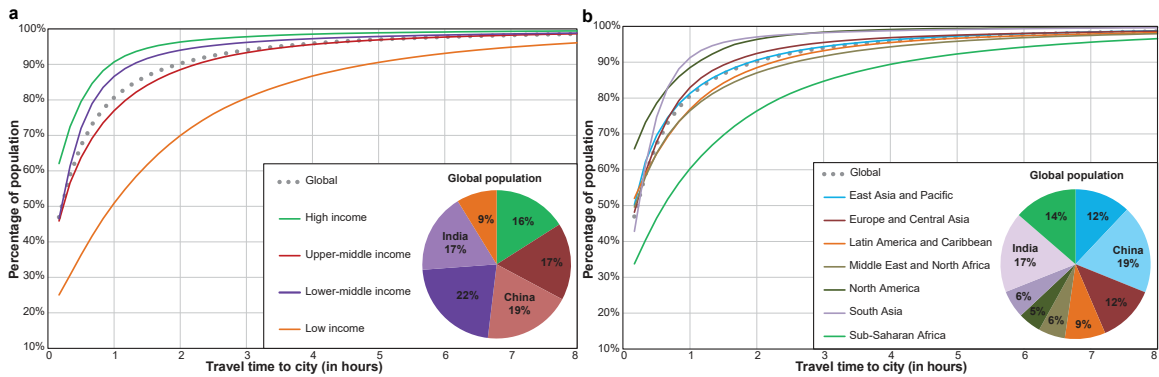 a
Percentage of population
100%
90%
80%
70%
60%
50%
40%
30%
20%
10%
0
1
2
3
4
5
6
7
8
Travel time to city (in hours)
Global
High income
Upper-middle income
Lower-middle income
Low income
Global population
9%
16%
India
17%
17%
22%
China
19%
b
Percentage of population
100%
90%
80%
70%
60%
50%
40%
30%
20%
10%
0
1
2
3
4
5
6
7
8
Travel time to city (in hours)
Global
East Asia and Pacific
Europe and Central Asia
Latin America and Caribbean
Middle East and North Africa
North America
South Asia
Sub-Saharan Africa
Global population
14%
12%
India
17%
China
19%
6%
5%
6%
9%
12%